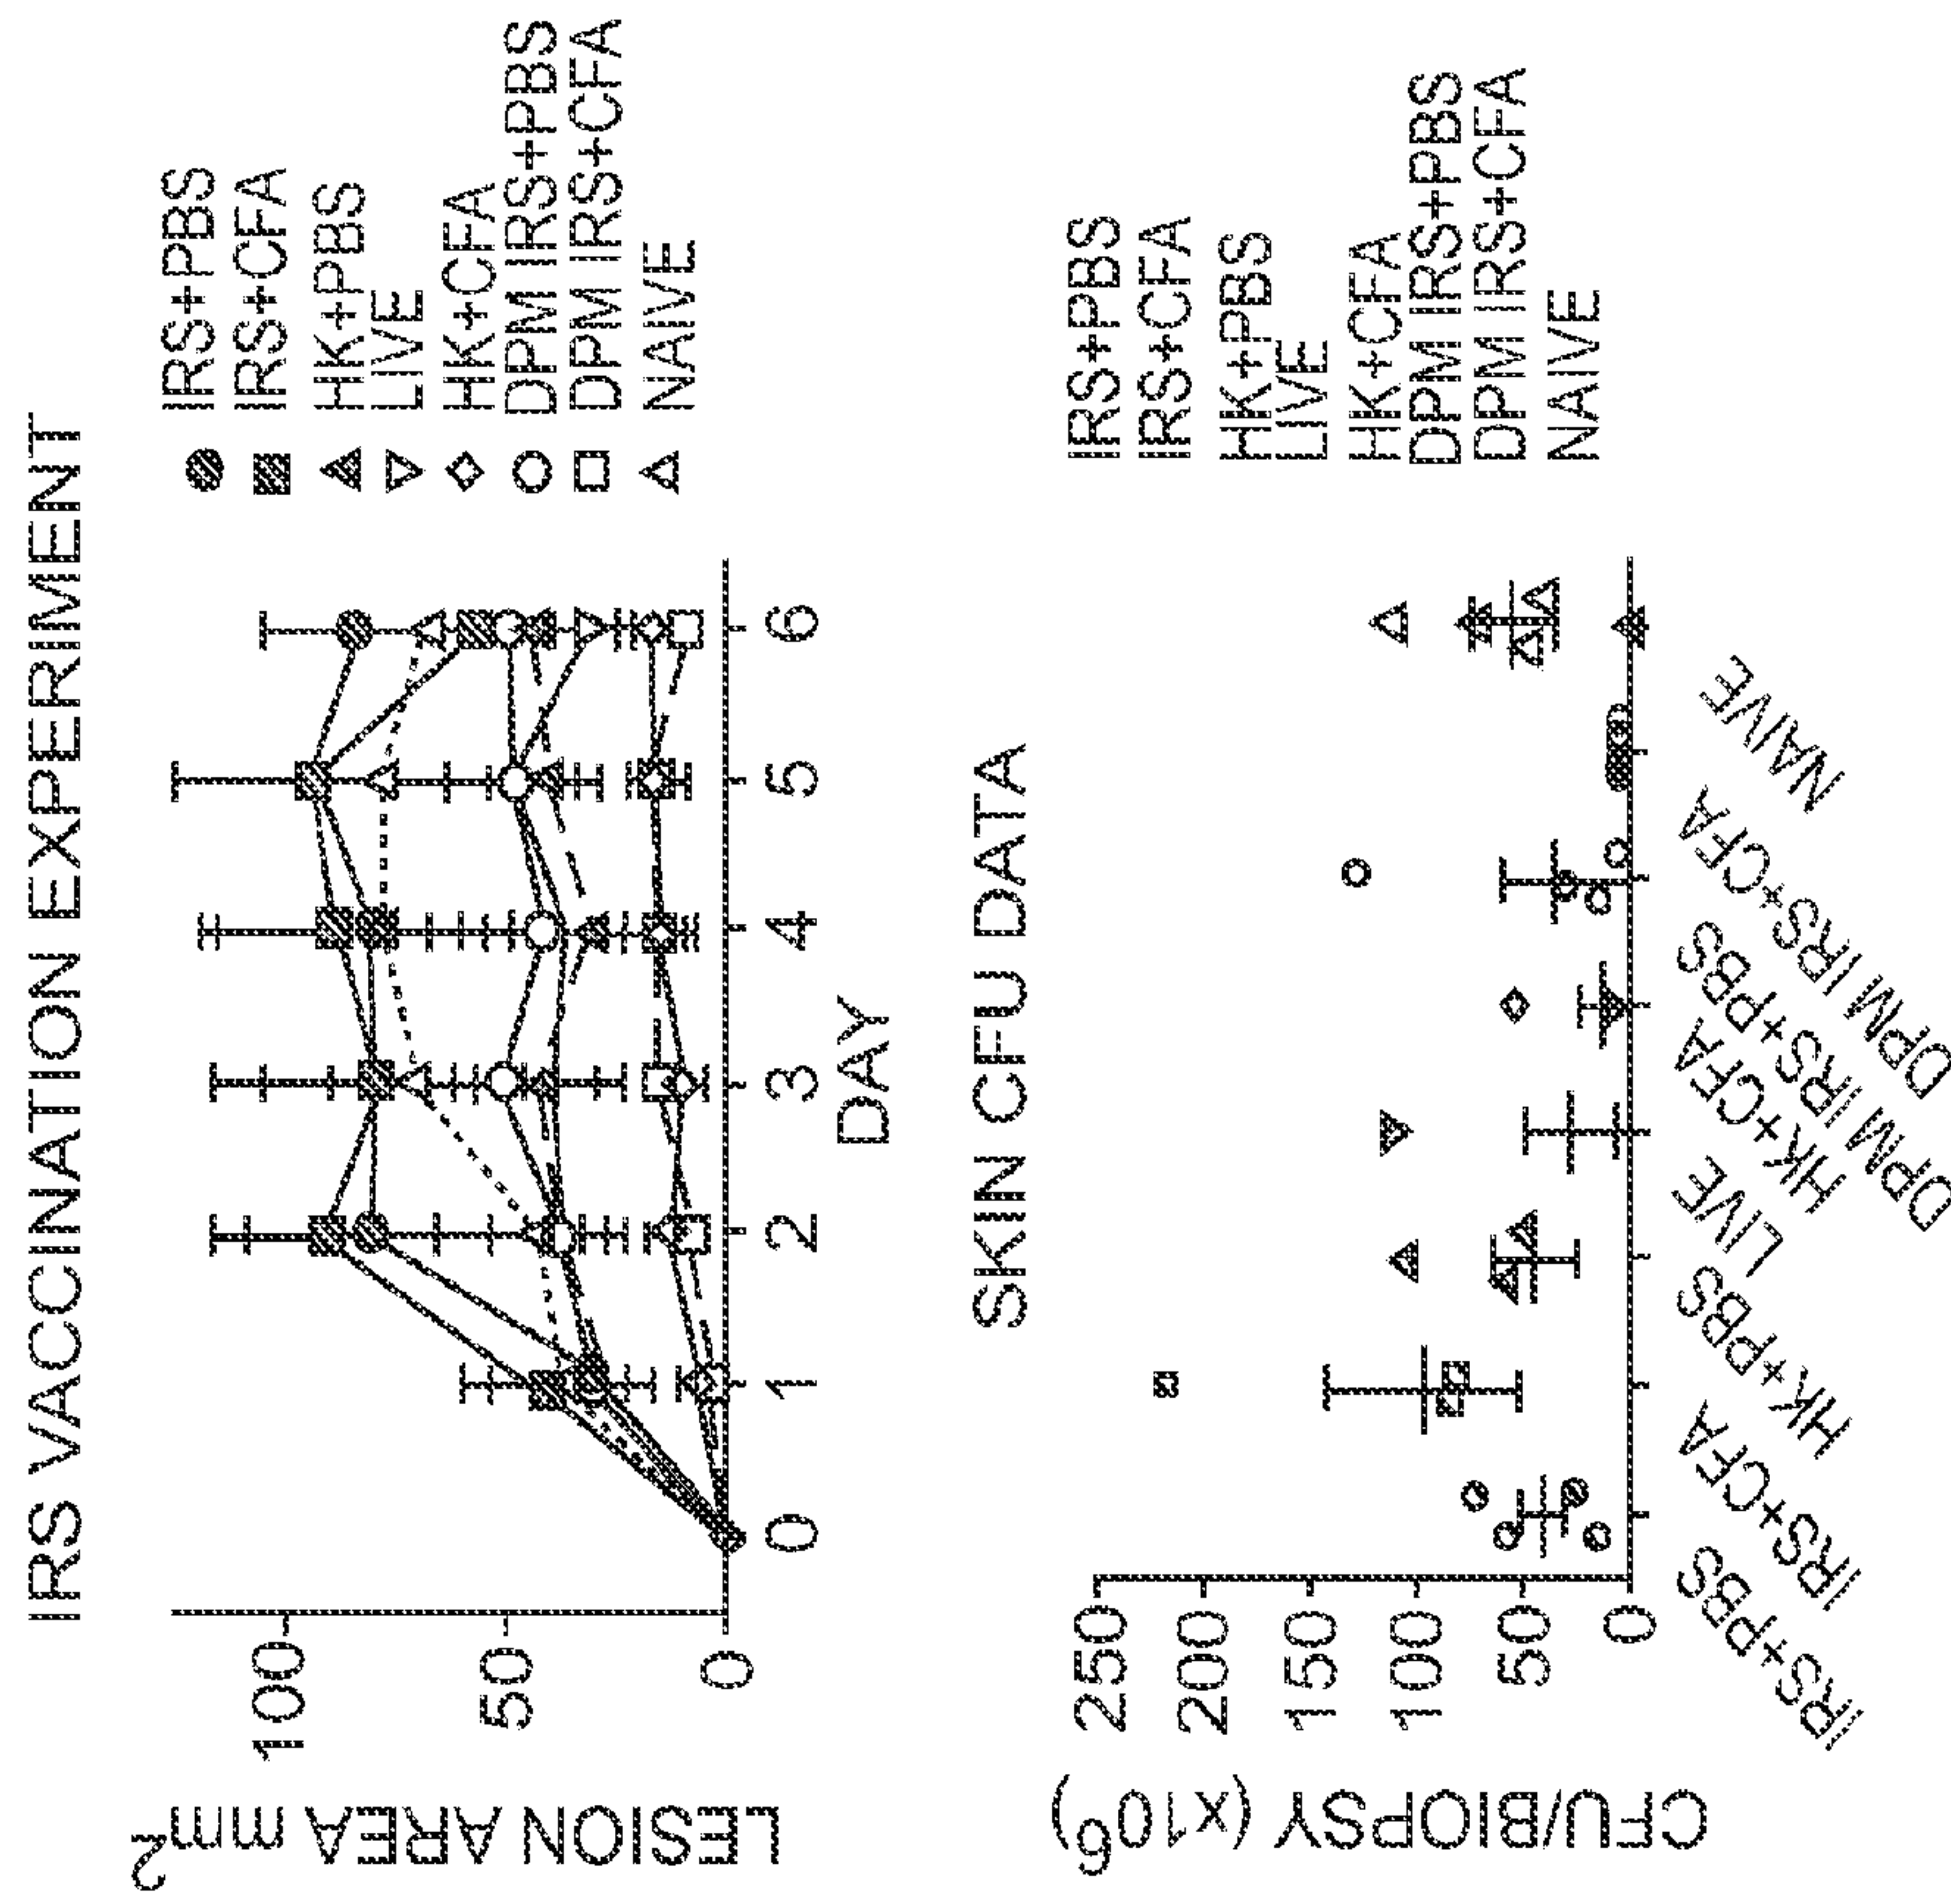 IRS VACCINATION EXPERIMENT
LESION AREA mm²
100
50
0
0 1 2 3 4 5 6
DAY
IRS+PBS
IRS+CFA
HK+PBS
LIVE
HK+CFA
DPM IRS+PBS
DPM IRS+CFA
NAIVE
SKIN CFU DATA
CFU/BIOPSY (x10⁶)
250
200
150
100
50
0
IRS+PBS
IRS+CFA
HK+PBS
LIVE
HK+CFA
DPM IRS+PBS
DPM IRS+CFA
NAIVE
IRS+PBS
IRS+CFA
HK+PBS
LIVE
HK+CFA
DPM IRS+PBS
DPM IRS+CFA
NAIVE